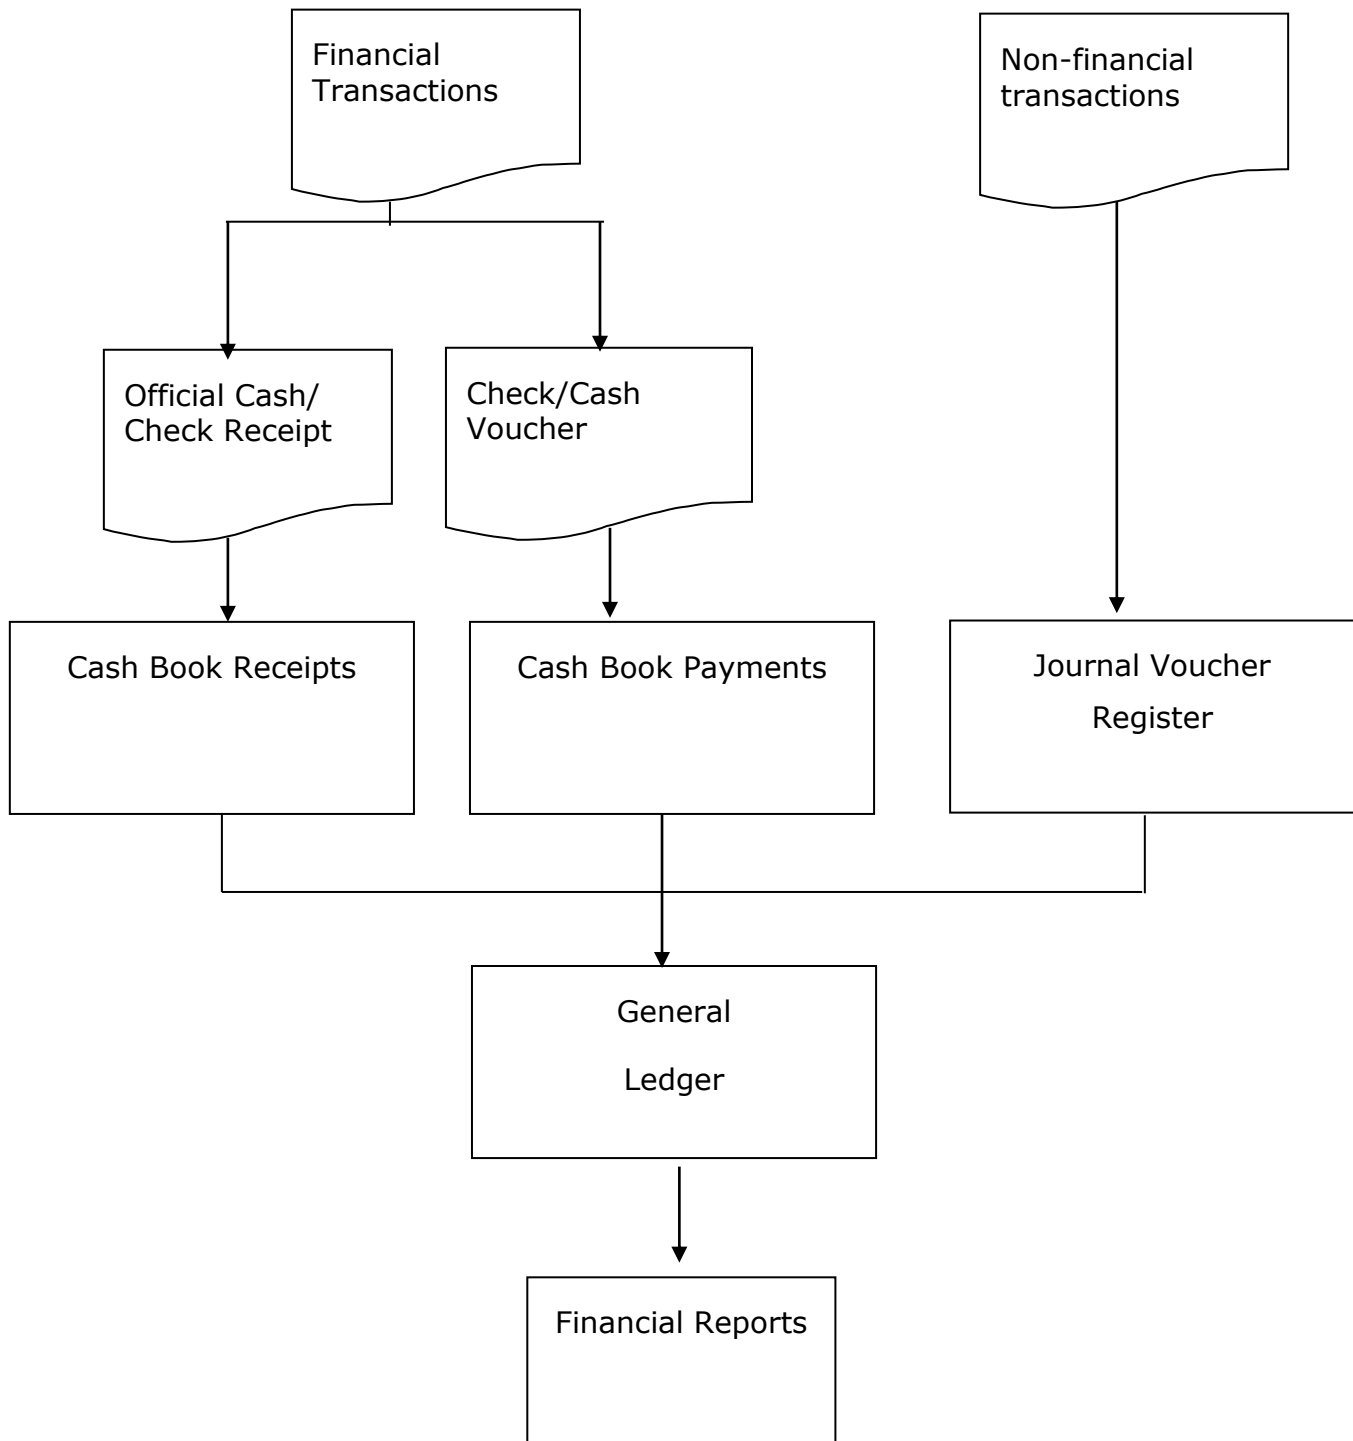 Financial
Transactions
Non-financial
transactions
Official Cash/
Check Receipt
Check/Cash
Voucher
Cash Book Receipts
Cash Book Payments
Journal Voucher
Register
General
Ledger
Financial Reports